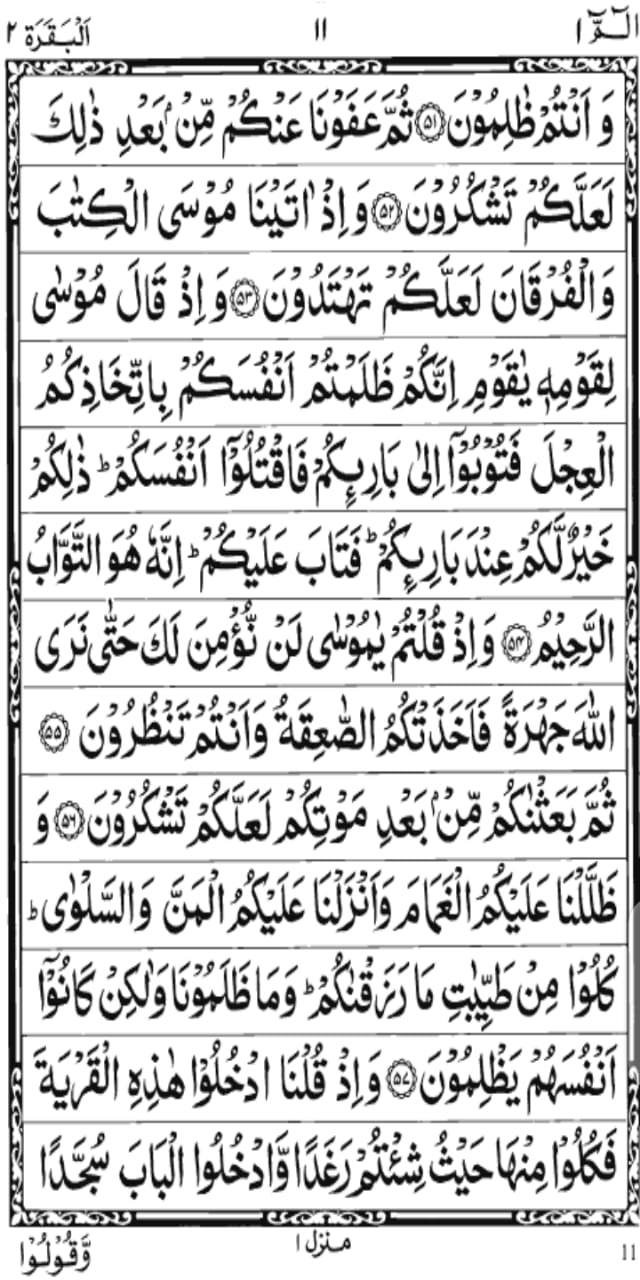 الٓمّٓ ١ ١١ اَلْبَقَرَة ٢
وَ اَنْتُمْ ظٰلِمُوْنَ ﴿۵۱﴾ ثُمَّ عَفَوْنَا عَنْكُمْ مِّنْۢ بَعْدِ ذٰلِكَ
لَعَلَّكُمْ تَشْكُرُوْنَ ﴿۵۲﴾ وَ اِذْ اٰتَيْنَا مُوْسَى الْكِتٰبَ
وَالْفُرْقَانَ لَعَلَّكُمْ تَهْتَدُوْنَ ﴿۵۳﴾ وَ اِذْ قَالَ مُوْسٰى
لِقَوْمِهٖ يٰقَوْمِ اِنَّكُمْ ظَلَمْتُمْ اَنْفُسَكُمْ بِاتِّخَاذِكُمُ
الْعِجْلَ فَتُوْبُوْۤا اِلٰى بَارِىِٕكُمْ فَاقْتُلُوْۤا اَنْفُسَكُمْ ؕ ذٰلِكُمْ
خَيْرٌ لَّكُمْ عِنْدَ بَارِىِٕكُمْ ؕ فَتَابَ عَلَيْكُمْ ؕ اِنَّهٗ هُوَ التَّوَّابُ
الرَّحِيْمُ ﴿۵۴﴾ وَ اِذْ قُلْتُمْ يٰمُوْسٰى لَنْ نُّؤْمِنَ لَكَ حَتّٰى نَرَى
اللّٰهَ جَهْرَةً فَاَخَذَتْكُمُ الصّٰعِقَةُ وَاَنْتُمْ تَنْظُرُوْنَ ﴿۵۵﴾
ثُمَّ بَعَثْنٰكُمْ مِّنْۢ بَعْدِ مَوْتِكُمْ لَعَلَّكُمْ تَشْكُرُوْنَ ﴿۵۶﴾ وَ
ظَلَّلْنَا عَلَيْكُمُ الْغَمَامَ وَاَنْزَلْنَا عَلَيْكُمُ الْمَنَّ وَالسَّلْوٰى ؕ
كُلُوْا مِنْ طَيِّبٰتِ مَا رَزَقْنٰكُمْ ؕ وَمَا ظَلَمُوْنَا وَلٰكِنْ كَانُوْۤا
اَنْفُسَهُمْ يَظْلِمُوْنَ ﴿۵۷﴾ وَ اِذْ قُلْنَا ادْخُلُوْا هٰذِهِ الْقَرْيَةَ
فَكُلُوْا مِنْهَا حَيْثُ شِئْتُمْ رَغَدًا وَّادْخُلُوا الْبَابَ سُجَّدًا
11 منزل ١ وَّقُوْلُوْا